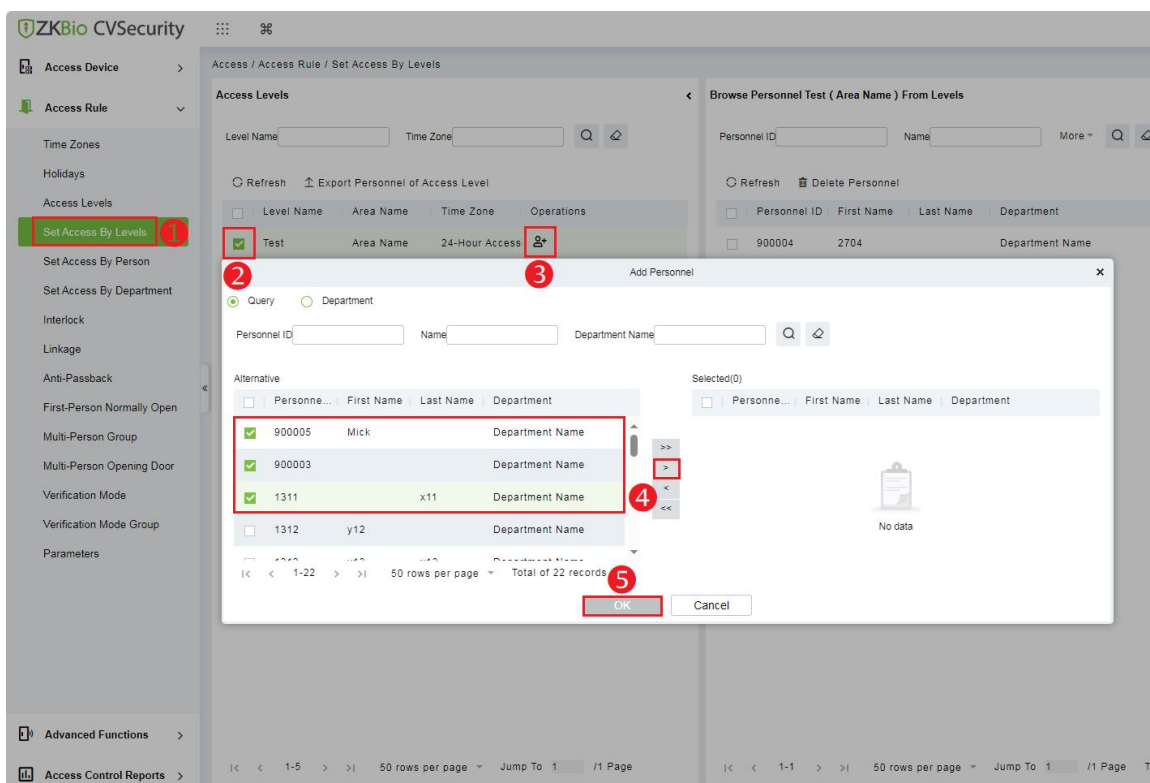 ZKBio CVSecurity
Access Device
Access / Access Rule / Set Access By Levels
Access Rule
Time Zones
Holidays
Access Levels
Set Access By Levels 1
Set Access By Person
Set Access By Department
Interlock
Linkage
Anti-Passback
First-Person Normally Open
Multi-Person Group
Multi-Person Opening Door
Verification Mode
Verification Mode Group
Parameters
Advanced Functions
Access Control Reports
Access Levels
Level Name Time Zone
Refresh Export Personnel of Access Level
Level Name Area Name Time Zone Operations
Test Area Name 24-Hour Access
2 3
Browse Personnel Test ( Area Name ) From Levels
Personnel ID Name More
Refresh Delete Personnel
Personnel ID First Name Last Name Department
900004 2704 Department Name
Add Personnel
Query Department
Personnel ID Name Department Name
Alternative
Personne... First Name Last Name Department
900005 Mick Department Name
900003 Department Name
1311 x11 Department Name
1312 y12 Department Name
|< < 1-22 > >| 50 rows per page Total of 22 records
>>
>
<
<<
4
Selected(0)
Personne... First Name Last Name Department
No data
5
OK Cancel
|< < 1-5 > >| 50 rows per page Jump To 1 /1 Page
|< < 1-1 > >| 50 rows per page Jump To 1 /1 Page